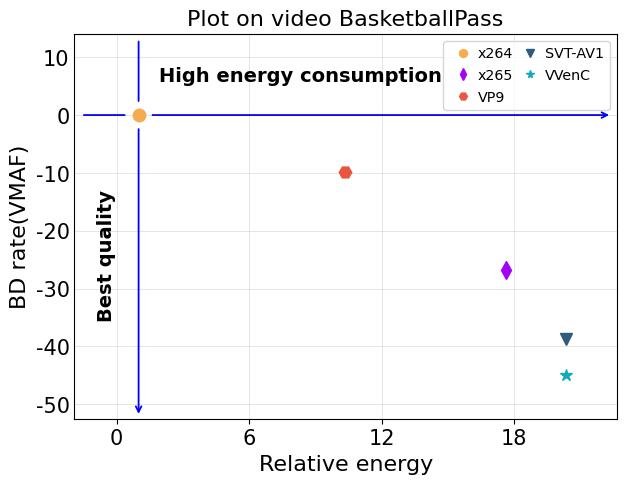 Plot on video BasketballPass
10
0
-10
-20
-30
-40
-50
BD rate(VMAF)
High energy consumption
Best quality
x264
x265
VP9
SVT-AV1
VVenC
0 6 12 18
Relative energy